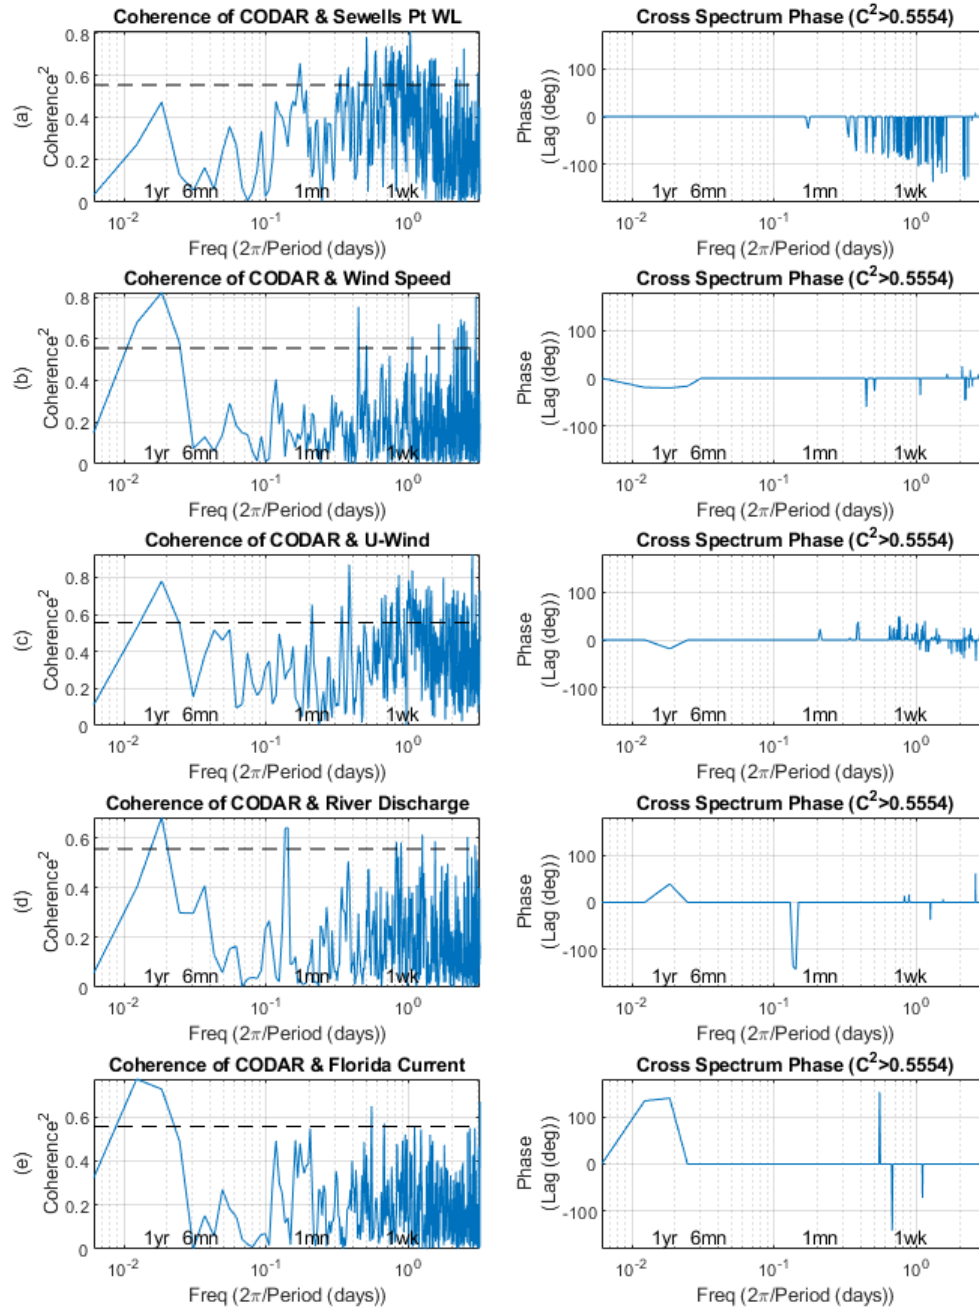 Coherence of CODAR & Sewells Pt WL
Cross Spectrum Phase (C²>0.5554)
(a)
Coherence²
0.8
0.6
0.4
0.2
0
1yr 6mn 1mn 1wk
10⁻² 10⁻¹ 10⁰
Freq (2π/Period (days))
Phase
(Lag (deg))
100
0
-100
1yr 6mn 1mn 1wk
10⁻² 10⁻¹ 10⁰
Freq (2π/Period (days))
Coherence of CODAR & Wind Speed
Cross Spectrum Phase (C²>0.5554)
(b)
Coherence²
0.8
0.6
0.4
0.2
0
1yr 6mn 1mn 1wk
10⁻² 10⁻¹ 10⁰
Freq (2π/Period (days))
Phase
(Lag (deg))
100
0
-100
1yr 6mn 1mn 1wk
10⁻² 10⁻¹ 10⁰
Freq (2π/Period (days))
Coherence of CODAR & U-Wind
Cross Spectrum Phase (C²>0.5554)
(c)
Coherence²
0.8
0.6
0.4
0.2
0
1yr 6mn 1mn 1wk
10⁻² 10⁻¹ 10⁰
Freq (2π/Period (days))
Phase
(Lag (deg))
100
0
-100
1yr 6mn 1mn 1wk
10⁻² 10⁻¹ 10⁰
Freq (2π/Period (days))
Coherence of CODAR & River Discharge
Cross Spectrum Phase (C²>0.5554)
(d)
Coherence²
0.6
0.4
0.2
0
1yr 6mn 1mn 1wk
10⁻² 10⁻¹ 10⁰
Freq (2π/Period (days))
Phase
(Lag (deg))
100
0
-100
1yr 6mn 1mn 1wk
10⁻² 10⁻¹ 10⁰
Freq (2π/Period (days))
Coherence of CODAR & Florida Current
Cross Spectrum Phase (C²>0.5554)
(e)
Coherence²
0.6
0.4
0.2
0
1yr 6mn 1mn 1wk
10⁻² 10⁻¹ 10⁰
Freq (2π/Period (days))
Phase
(Lag (deg))
100
0
-100
1yr 6mn 1mn 1wk
10⁻² 10⁻¹ 10⁰
Freq (2π/Period (days))